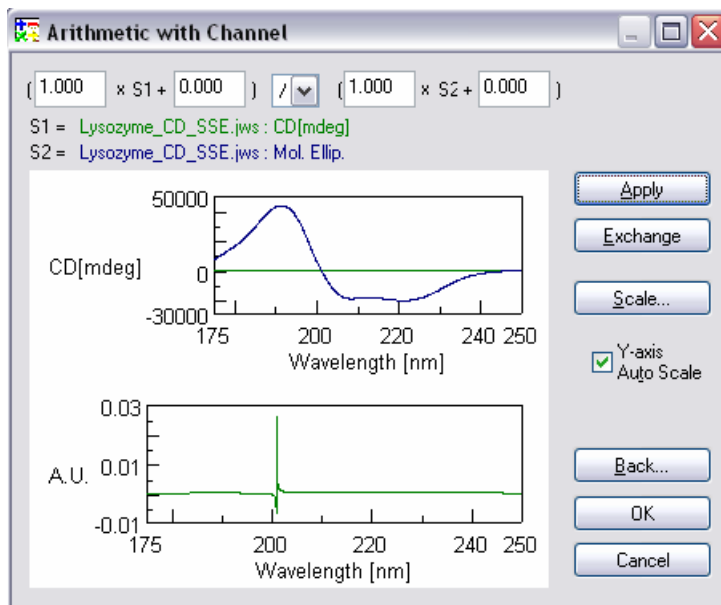 Arithmetic with Channel
( 1.000 × S1 + 0.000 ) / ( 1.000 × S2 + 0.000 )
S1 = Lysozyme_CD_SSE.jws : CD[mdeg]
S2 = Lysozyme_CD_SSE.jws : Mol. Ellip.
50000
CD[mdeg]
0
-30000
175 200 220 240 250
Wavelength [nm]
0.03
A.U.
0.01
-0.01
175 200 220 240 250
Wavelength [nm]
Apply
Exchange
Scale...
Y-axis
Auto Scale
Back...
OK
Cancel